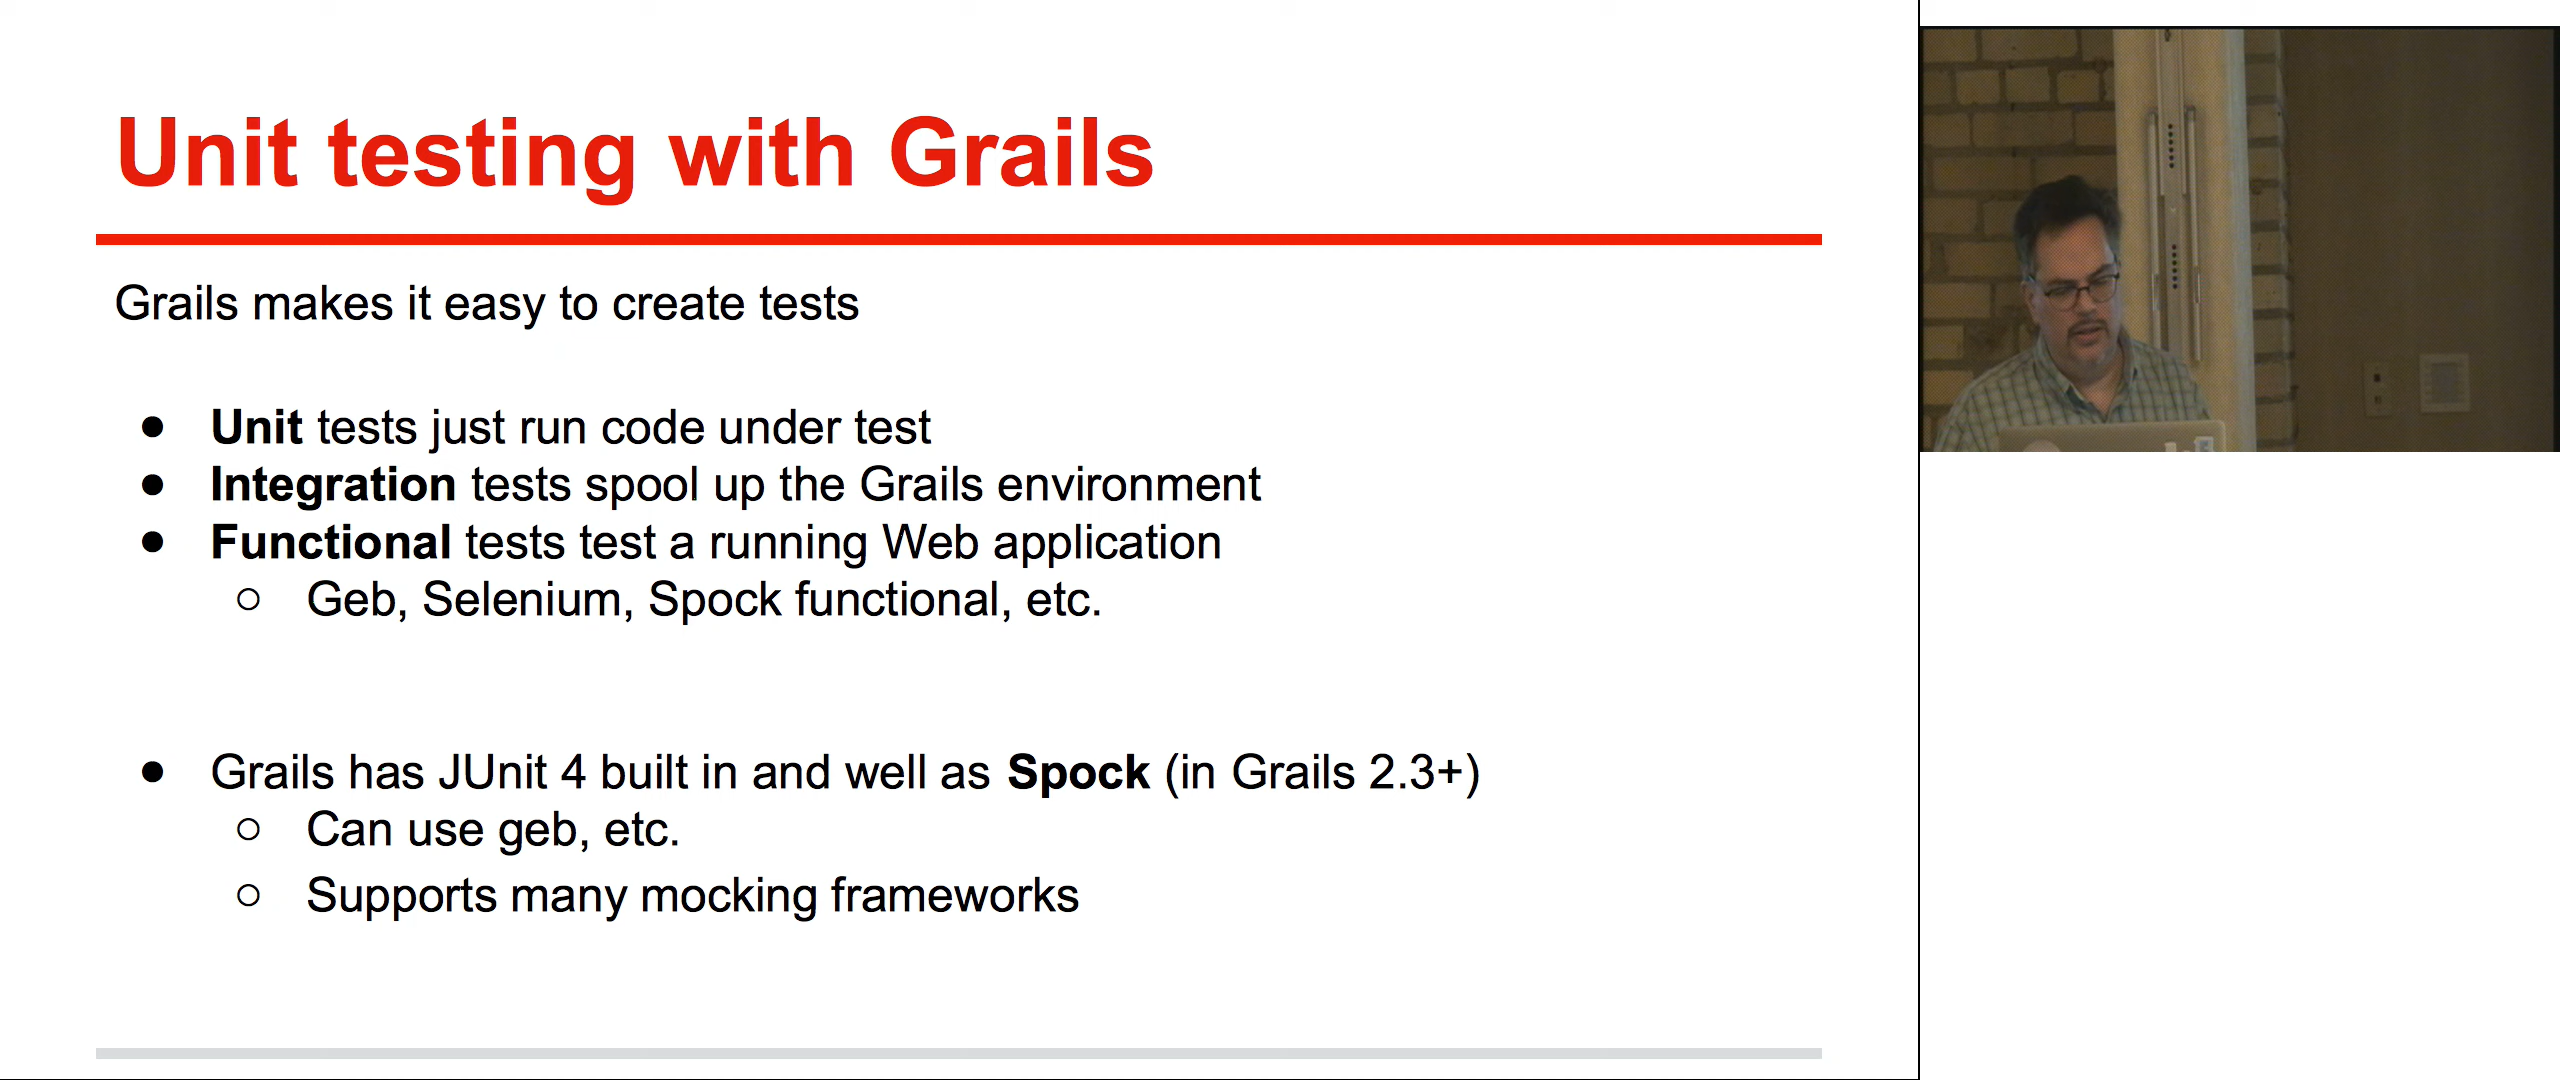 Unit testing with Grails
Grails makes it easy to create tests
● Unit tests just run code under test
● Integration tests spool up the Grails environment
● Functional tests test a running Web application
○ Geb, Selenium, Spock functional, etc.
● Grails has JUnit 4 built in and well as Spock (in Grails 2.3+)
○ Can use geb, etc.
○ Supports many mocking frameworks